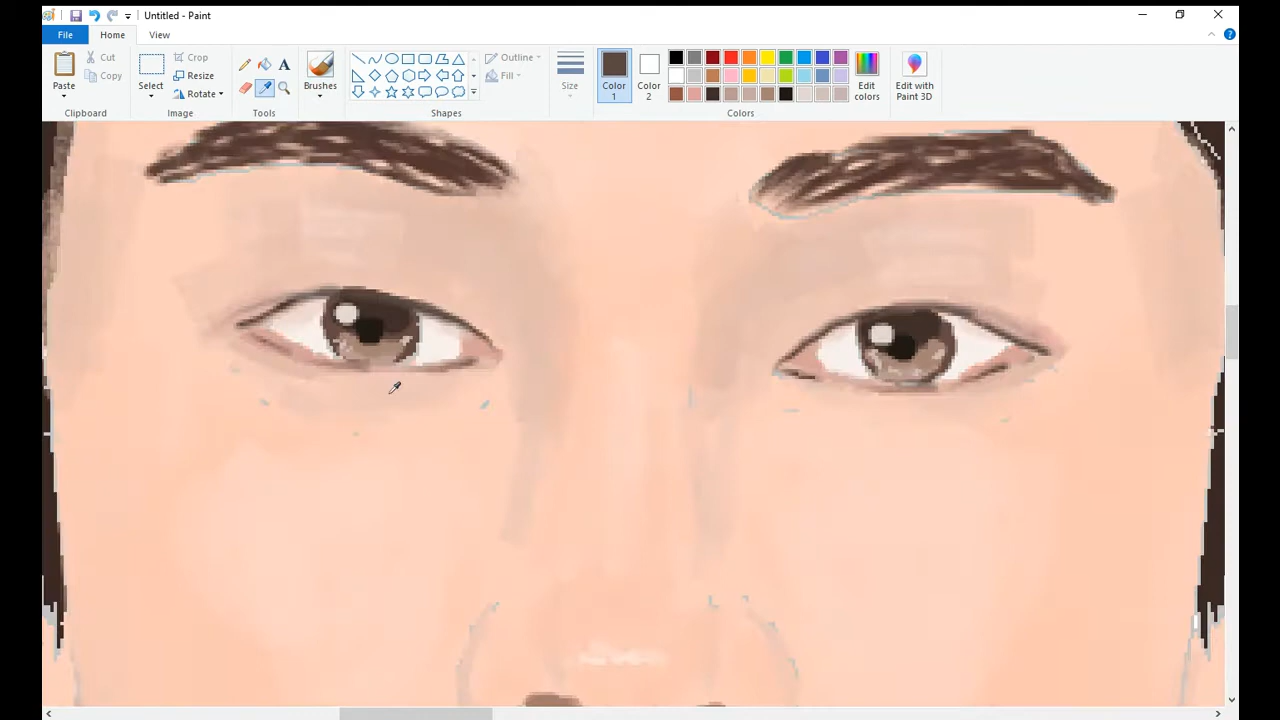 Untitled - Paint
File Home View
Paste
Cut
Copy
Clipboard
Select
Crop
Resize
Rotate
Image
A
Tools
Brushes
Outline
Fill
Shapes
Size
Color 1
Color 2
Edit colors
Colors
Edit with Paint 3D